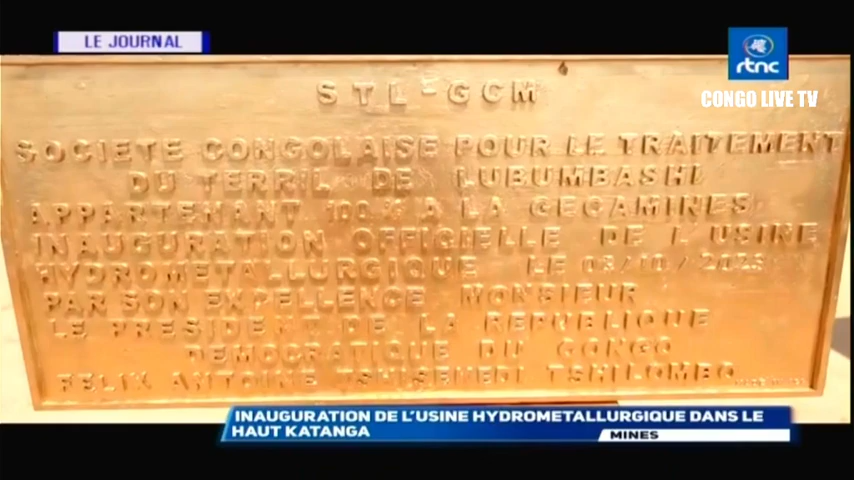 LE JOURNAL
rtnc
CONGO LIVE TV
STL-GCM
SOCIETE CONGOLAISE POUR LE TRAITEMENT
DU TERRIL DE LUBUMBASHI
APPARTENANT 100% A LA GECAMINES
INAUGURATION OFFICIELLE DE L'USINE
HYDROMETALLURGIQUE LE 03/10/2023
PAR SON EXPELLENCE MONSIEUR
LE PRESIDENT DE LA REPUBLIQUE
DEMOCRATIQUE DU CONGO
FELIX ANTOINE TSHISEKEDI TSHILOMBO
INAUGURATION DE L'USINE HYDROMETALLURGIQUE DANS LE
HAUT KATANGA
MINES